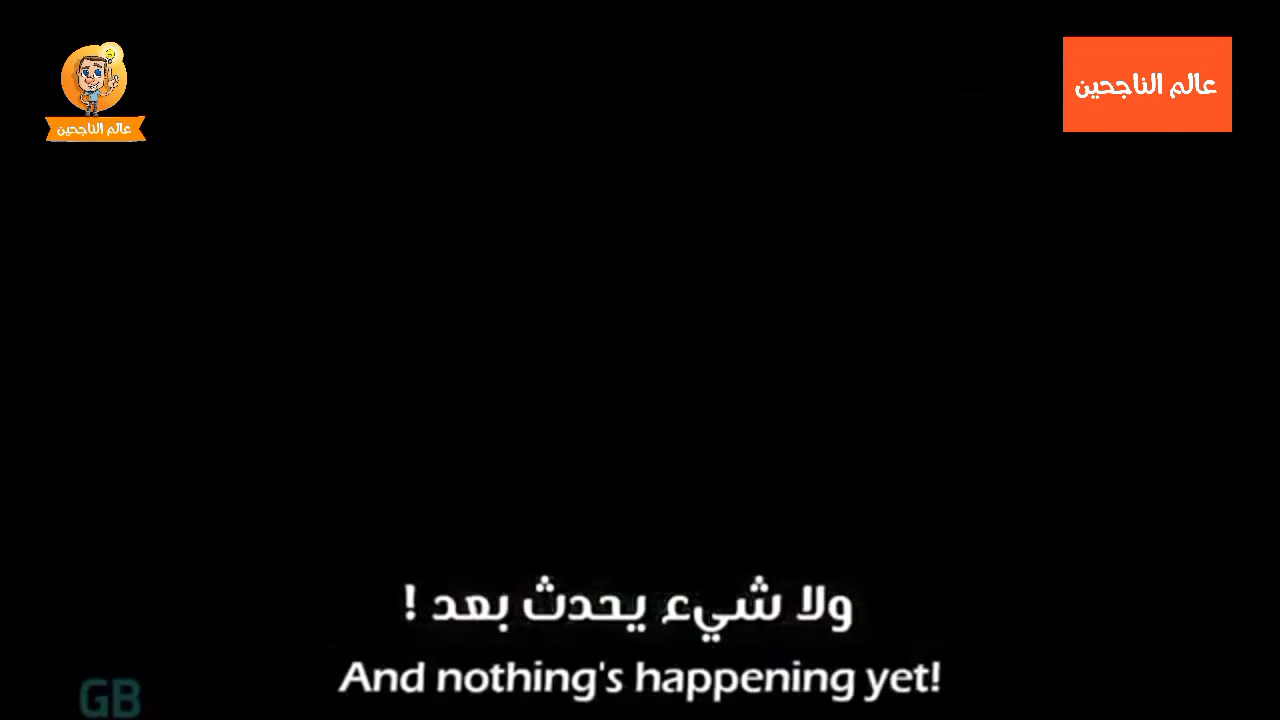 عالم الناجحين
عالم الناجحين
ولا شيء يحدث بعد !
And nothing's happening yet!
GB